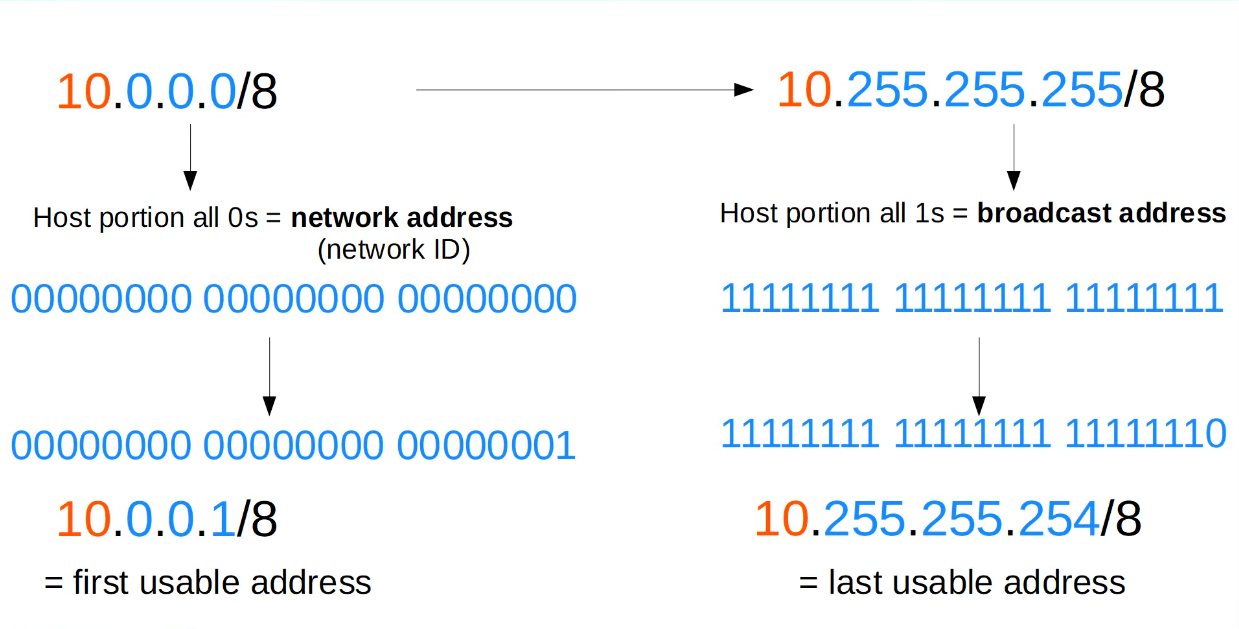 10.0.0.0/8
10.255.255.255/8
Host portion all 0s = network address
(network ID)
Host portion all 1s = broadcast address
00000000 00000000 00000000
11111111 11111111 11111111
00000000 00000000 00000001
11111111 11111111 11111110
10.0.0.1/8
10.255.255.254/8
= first usable address
= last usable address